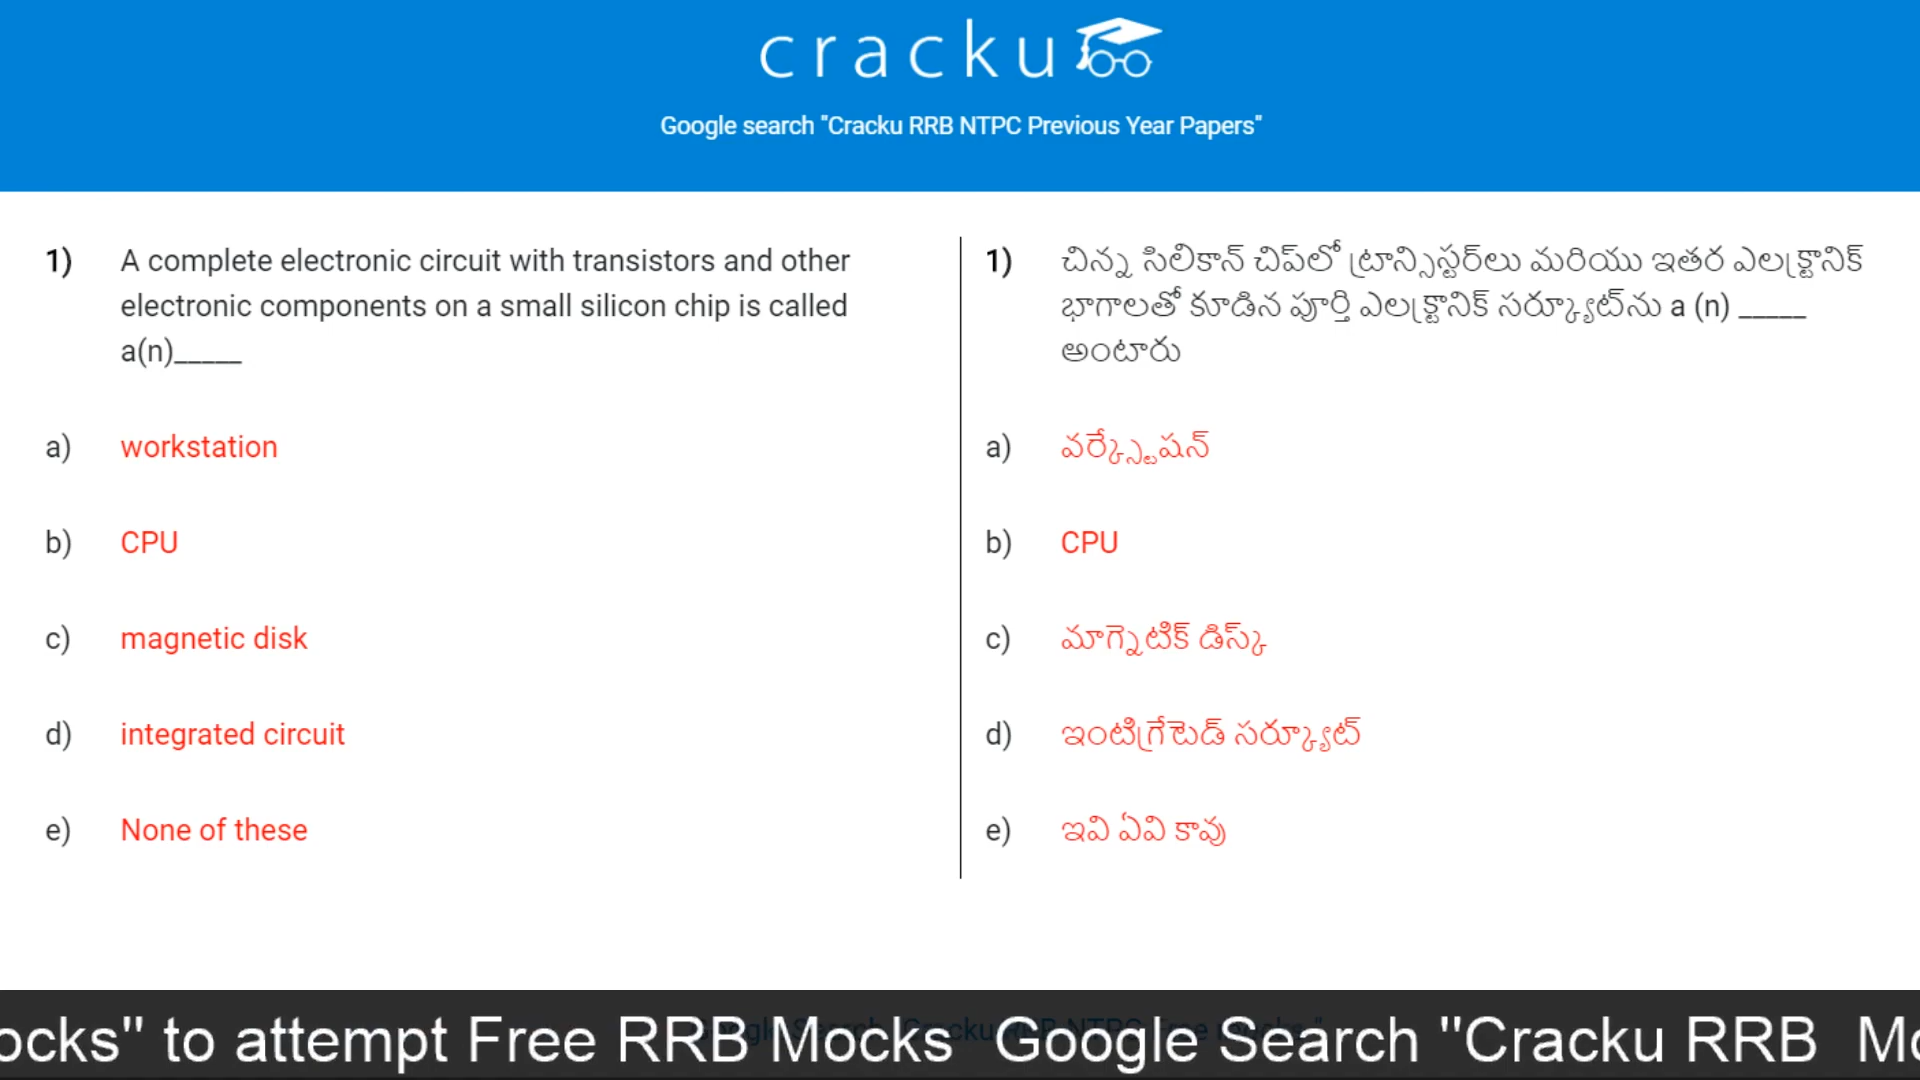 cracku
Google search "Cracku RRB NTPC Previous Year Papers"
1) A complete electronic circuit with transistors and other
electronic components on a small silicon chip is called
a(n)_____
a) workstation
b) CPU
c) magnetic disk
d) integrated circuit
e) None of these
1) చిన్న సిలికాన్ చిప్‌లో ట్రాన్సిస్టర్‌లు మరియు ఇతర ఎలక్ట్రానిక్
భాగాలతో కూడిన పూర్తి ఎలక్ట్రానిక్ సర్క్యూట్‌ను a (n) _____
అంటారు
a) వర్క్‌స్టేషన్
b) CPU
c) మాగ్నెటిక్ డిస్క్
d) ఇంటిగ్రేటెడ్ సర్క్యూట్
e) ఇవి ఏవి కావు
ocks" to attempt Free RRB Mocks Google Search "Cracku RRB Mo